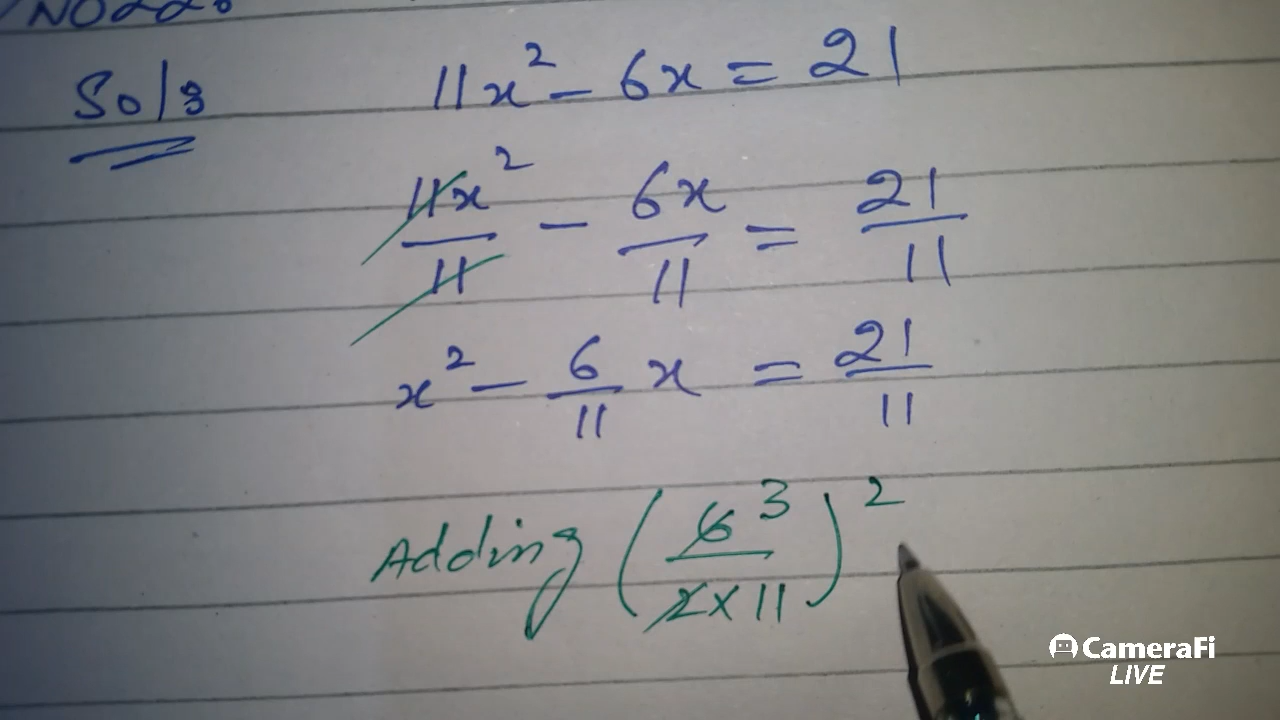 Sol:
11x² - 6x = 21
11x²/11 - 6x/11 = 21/11
x² - 6/11 x = 21/11
Adding (6 3/2×11)²
CameraFi
LIVE